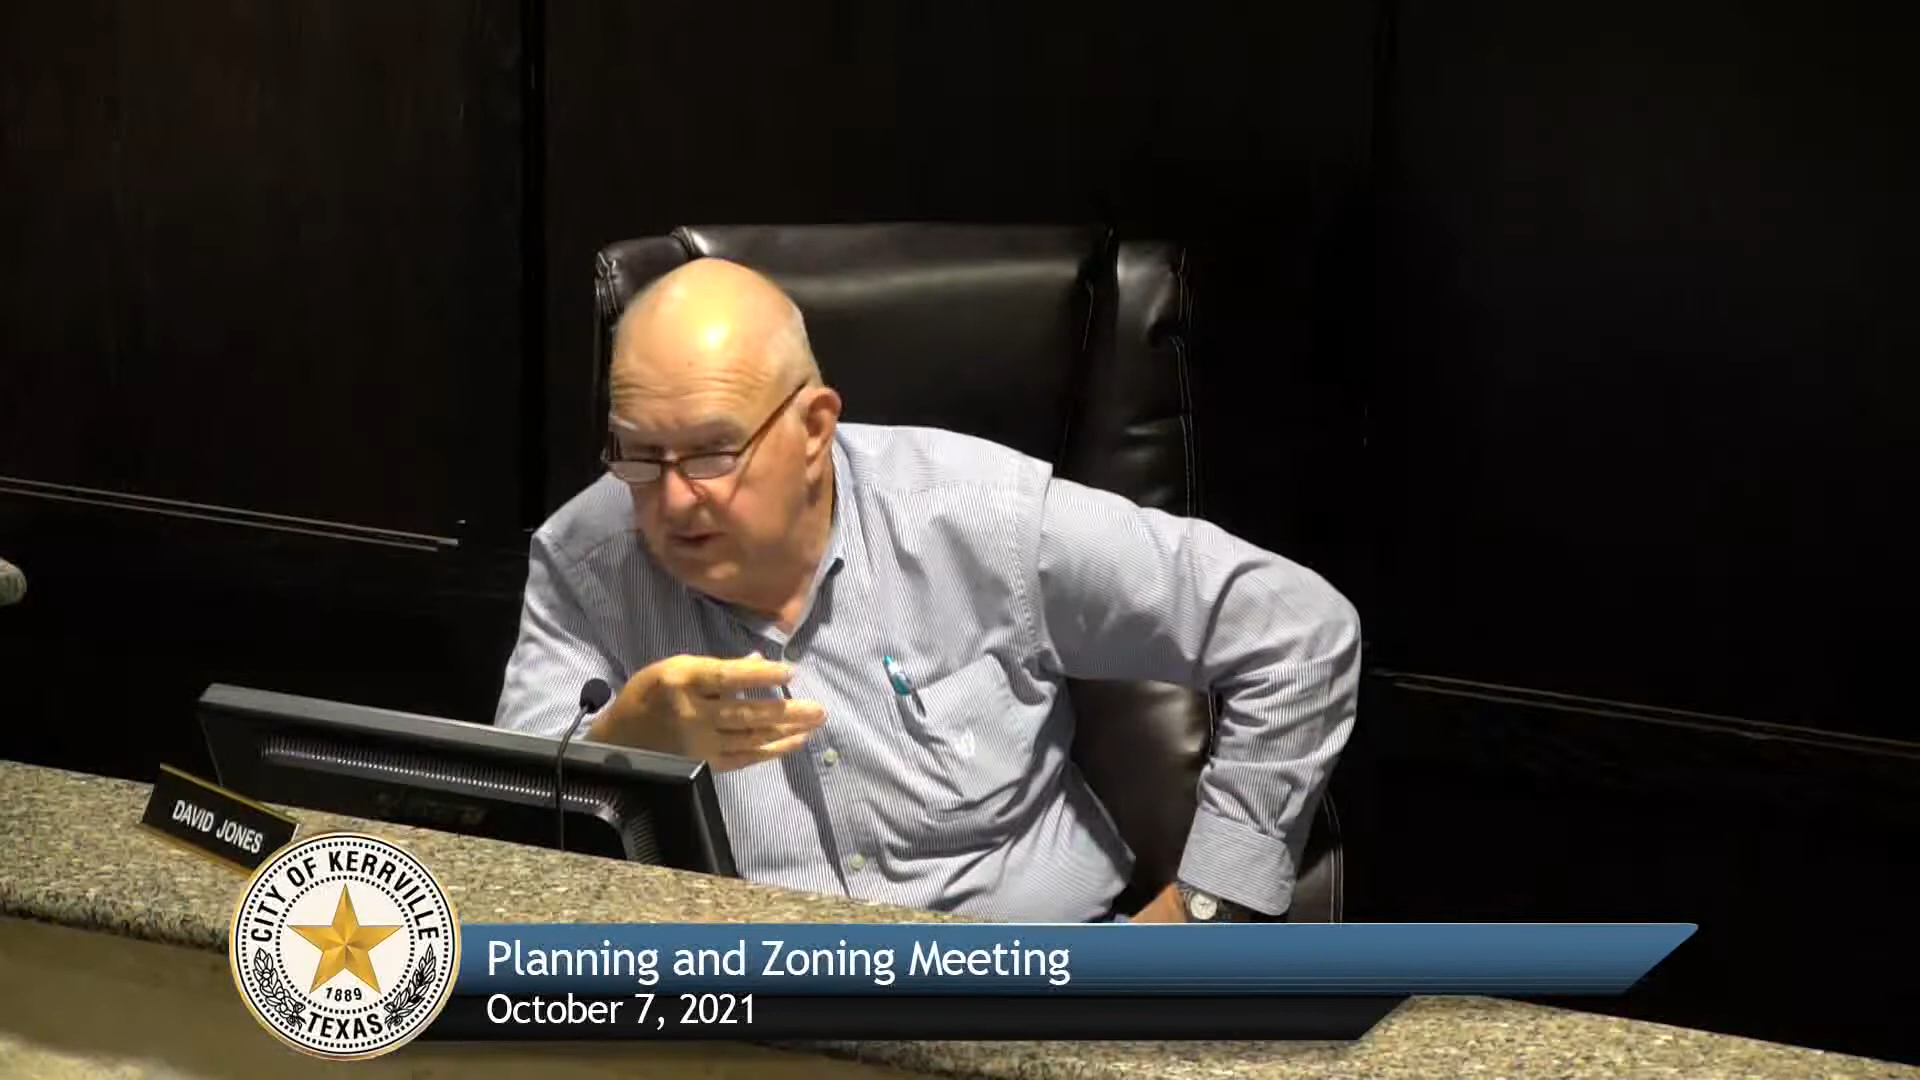 DAVID JONES
CITY OF KERRVILLE
1889
TEXAS
Planning and Zoning Meeting
October 7, 2021